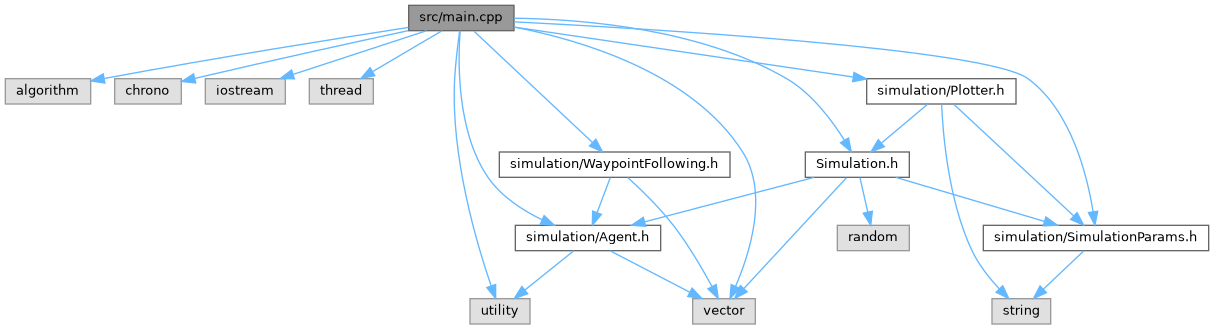 src/main.cpp
algorithm
chrono
iostream
thread
simulation/Plotter.h
simulation/WaypointFollowing.h
Simulation.h
simulation/Agent.h
random
simulation/SimulationParams.h
utility
vector
string